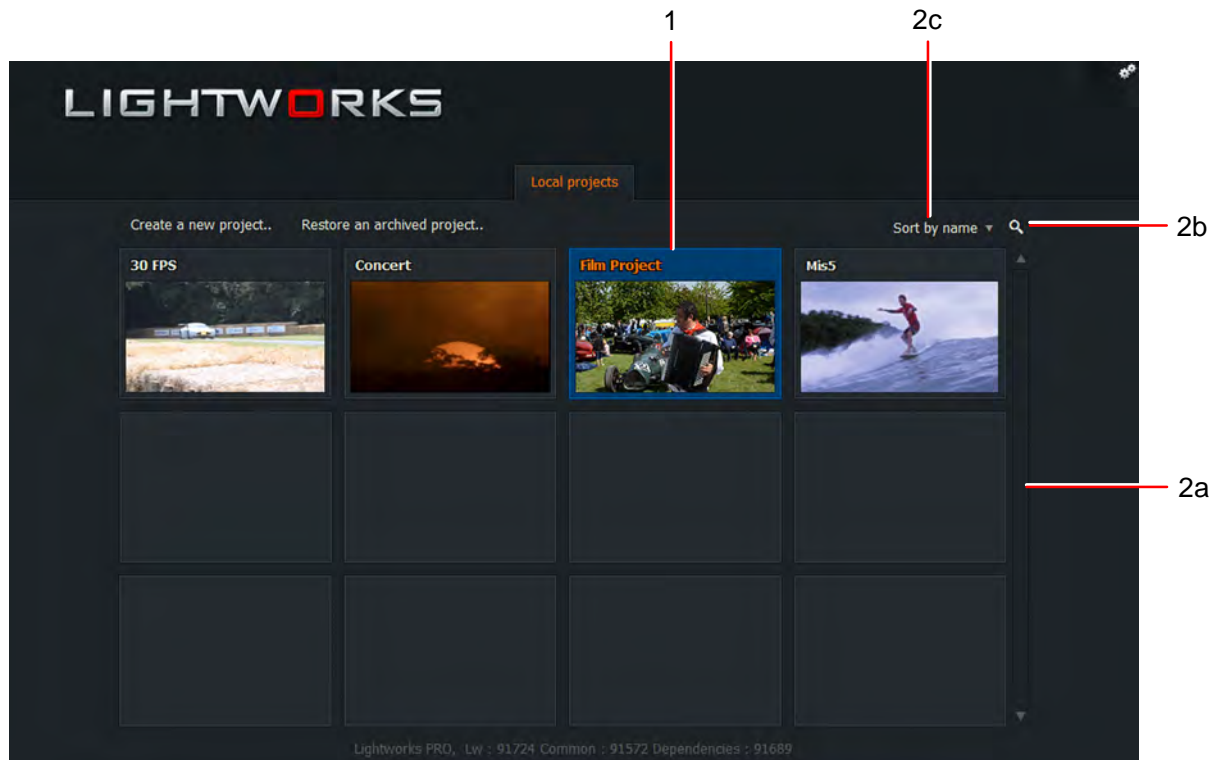 1 2c
LIGHTWORKS
Local projects
Create a new project.. Restore an archived project.. Sort by name
2b
30 FPS Concert Film Project Mis5
2a
Lightworks PRO, Lw : 91724 Common : 91572 Dependencies : 91689